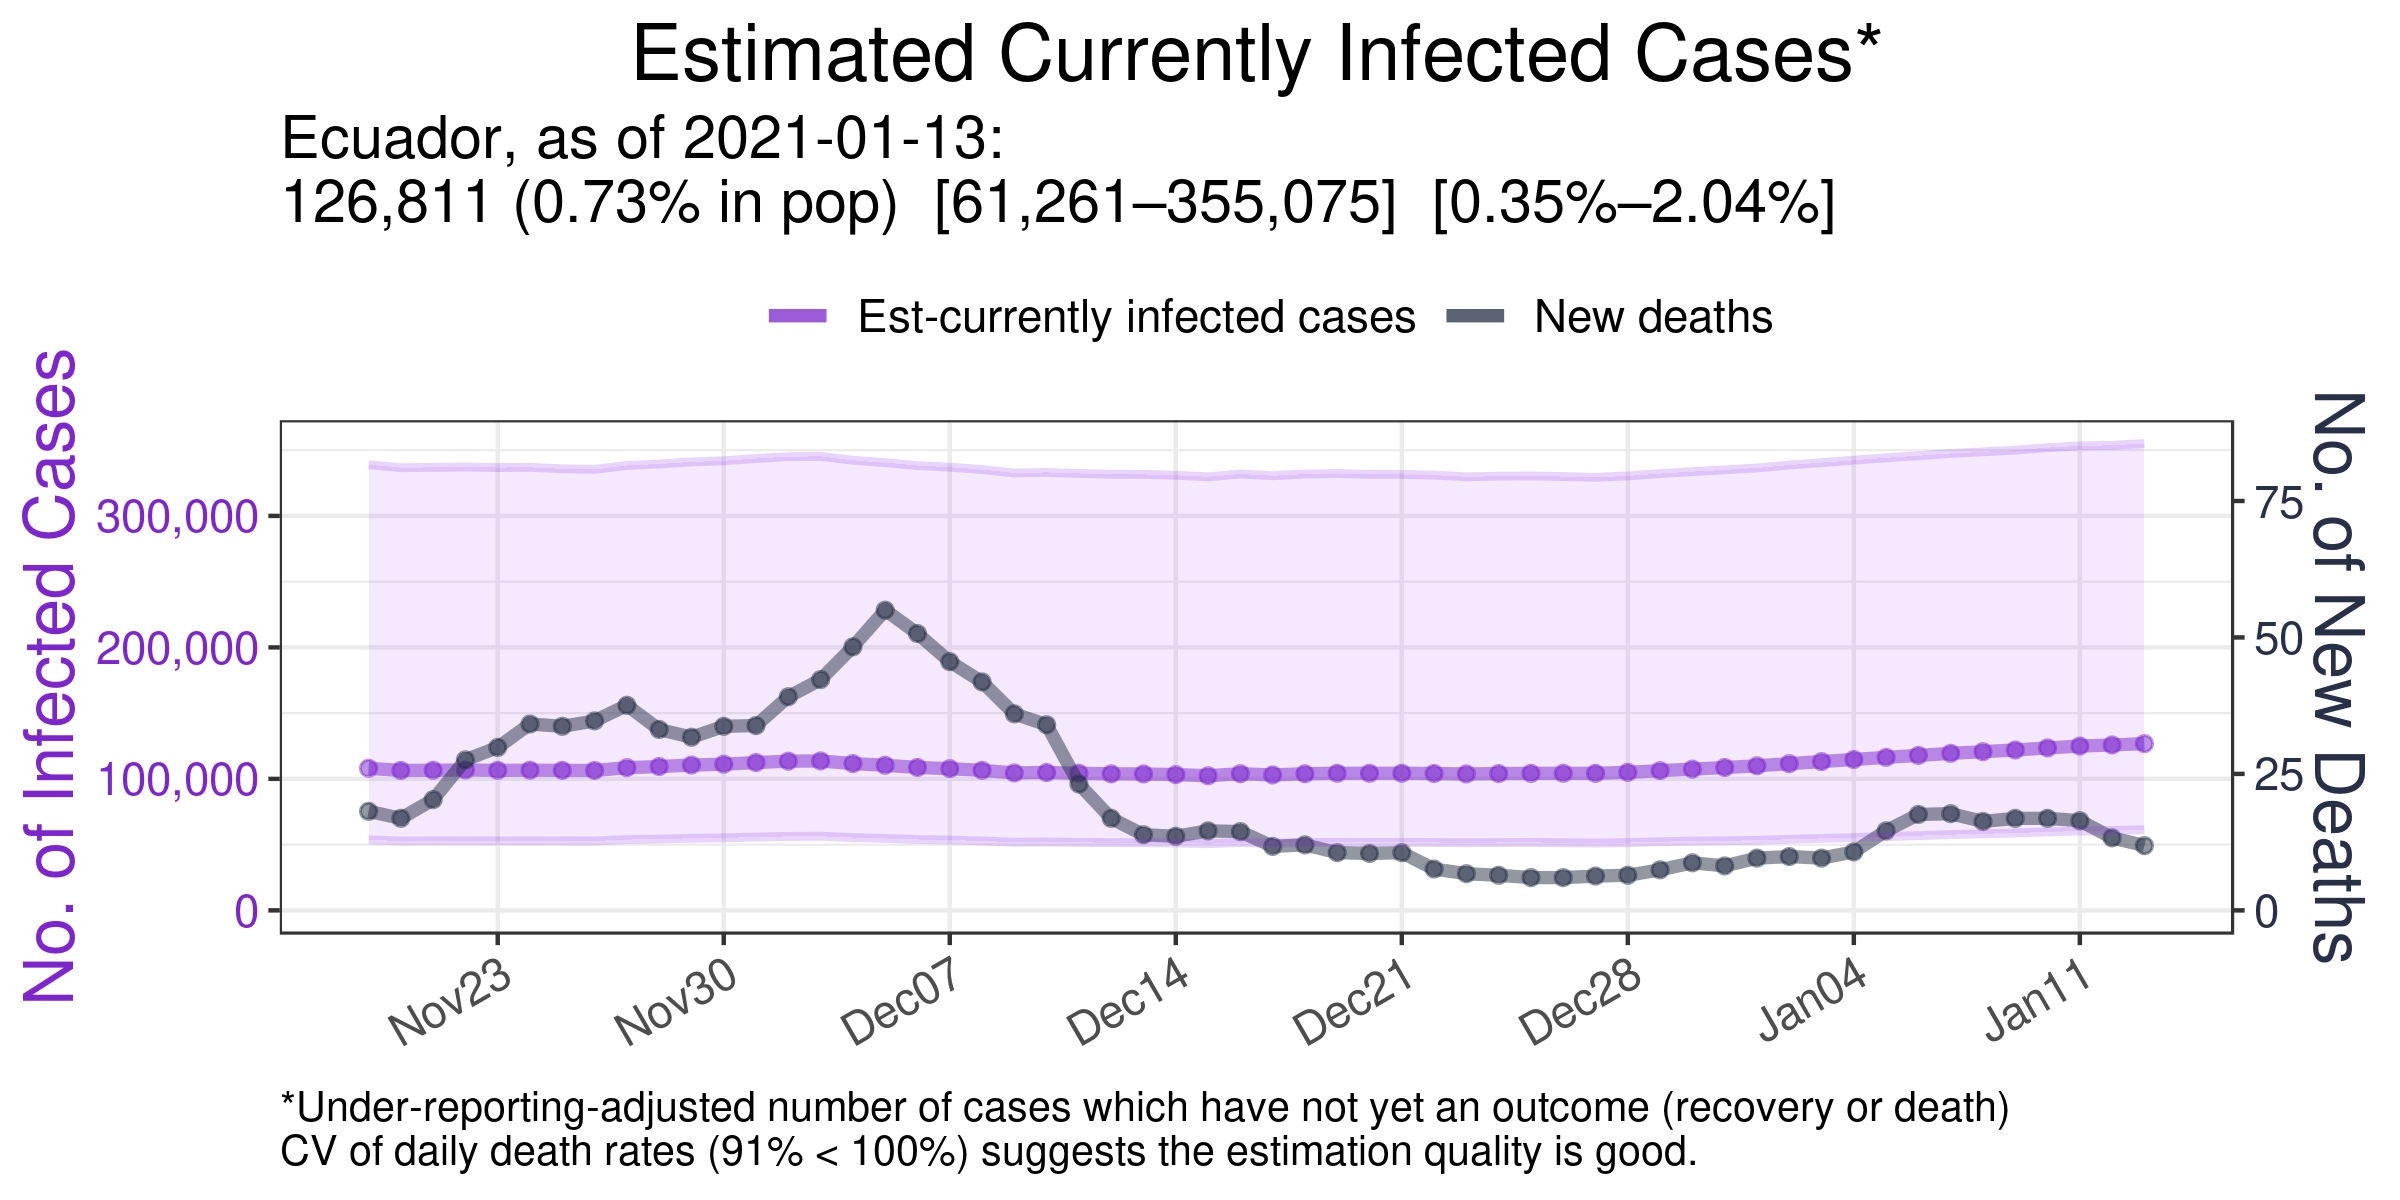 Estimated Currently Infected Cases*
Ecuador, as of 2021-01-13:
126,811 (0.73% in pop)  [61,261–355,075]  [0.35%–2.04%]
Est-currently infected cases
New deaths
No. of Infected Cases
300,000
200,000
100,000
0
75
50
25
0
No. of New Deaths
Nov23
Nov30
Dec07
Dec14
Dec21
Dec28
Jan04
Jan11
*Under-reporting-adjusted number of cases which have not yet an outcome (recovery or death)
CV of daily death rates (91% < 100%) suggests the estimation quality is good.